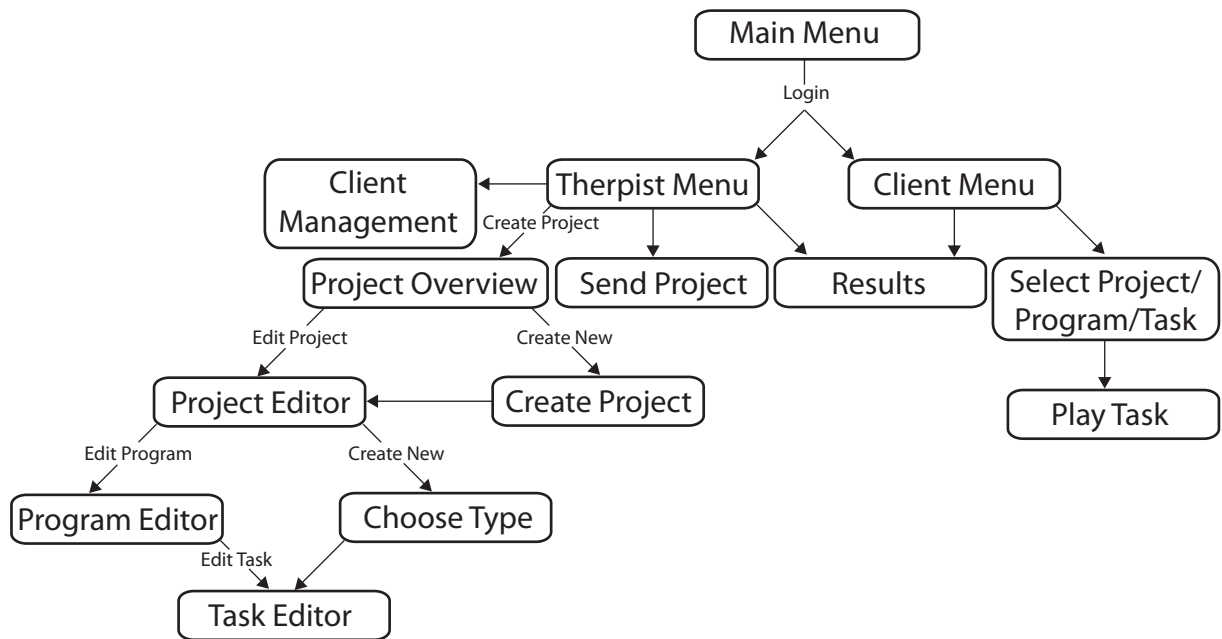 Main Menu
Login
Client
Management
Therpist Menu
Client Menu
Create Project
Project Overview
Send Project
Results
Select Project/
Program/Task
Edit Project
Create New
Project Editor
Create Project
Play Task
Edit Program
Create New
Program Editor
Choose Type
Edit Task
Task Editor